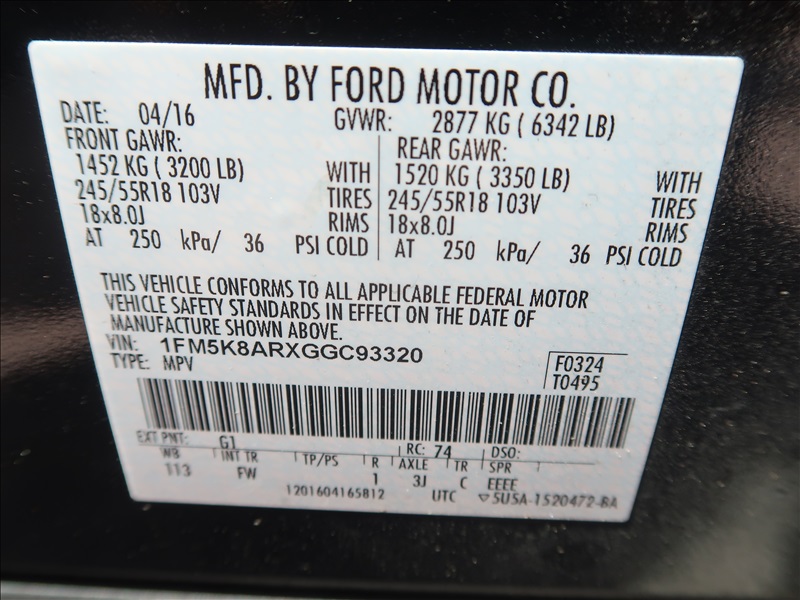 MFD. BY FORD MOTOR CO.
DATE: 04/16 GVWR: 2877 KG ( 6342 LB)
FRONT GAWR: REAR GAWR:
1452 KG ( 3200 LB) WITH 1520 KG ( 3350 LB) WITH
245/55R18 103V TIRES 245/55R18 103V TIRES
18x8.0J RIMS 18x8.0J RIMS
AT 250 kPa/ 36 PSI COLD AT 250 kPa/ 36 PSI COLD
THIS VEHICLE CONFORMS TO ALL APPLICABLE FEDERAL MOTOR
VEHICLE SAFETY STANDARDS IN EFFECT ON THE DATE OF
MANUFACTURE SHOWN ABOVE.
VIN: 1FM5K8ARXGGC93320
TYPE: MPV F0324
T0495
EXT PNT: G1 RC: 74 DSO:
WB INT TR TP/PS R AXLE TR SPR
113 FW 1 3J C EEEE
1201604165812 UTC ▽5U5A-1520472-BA